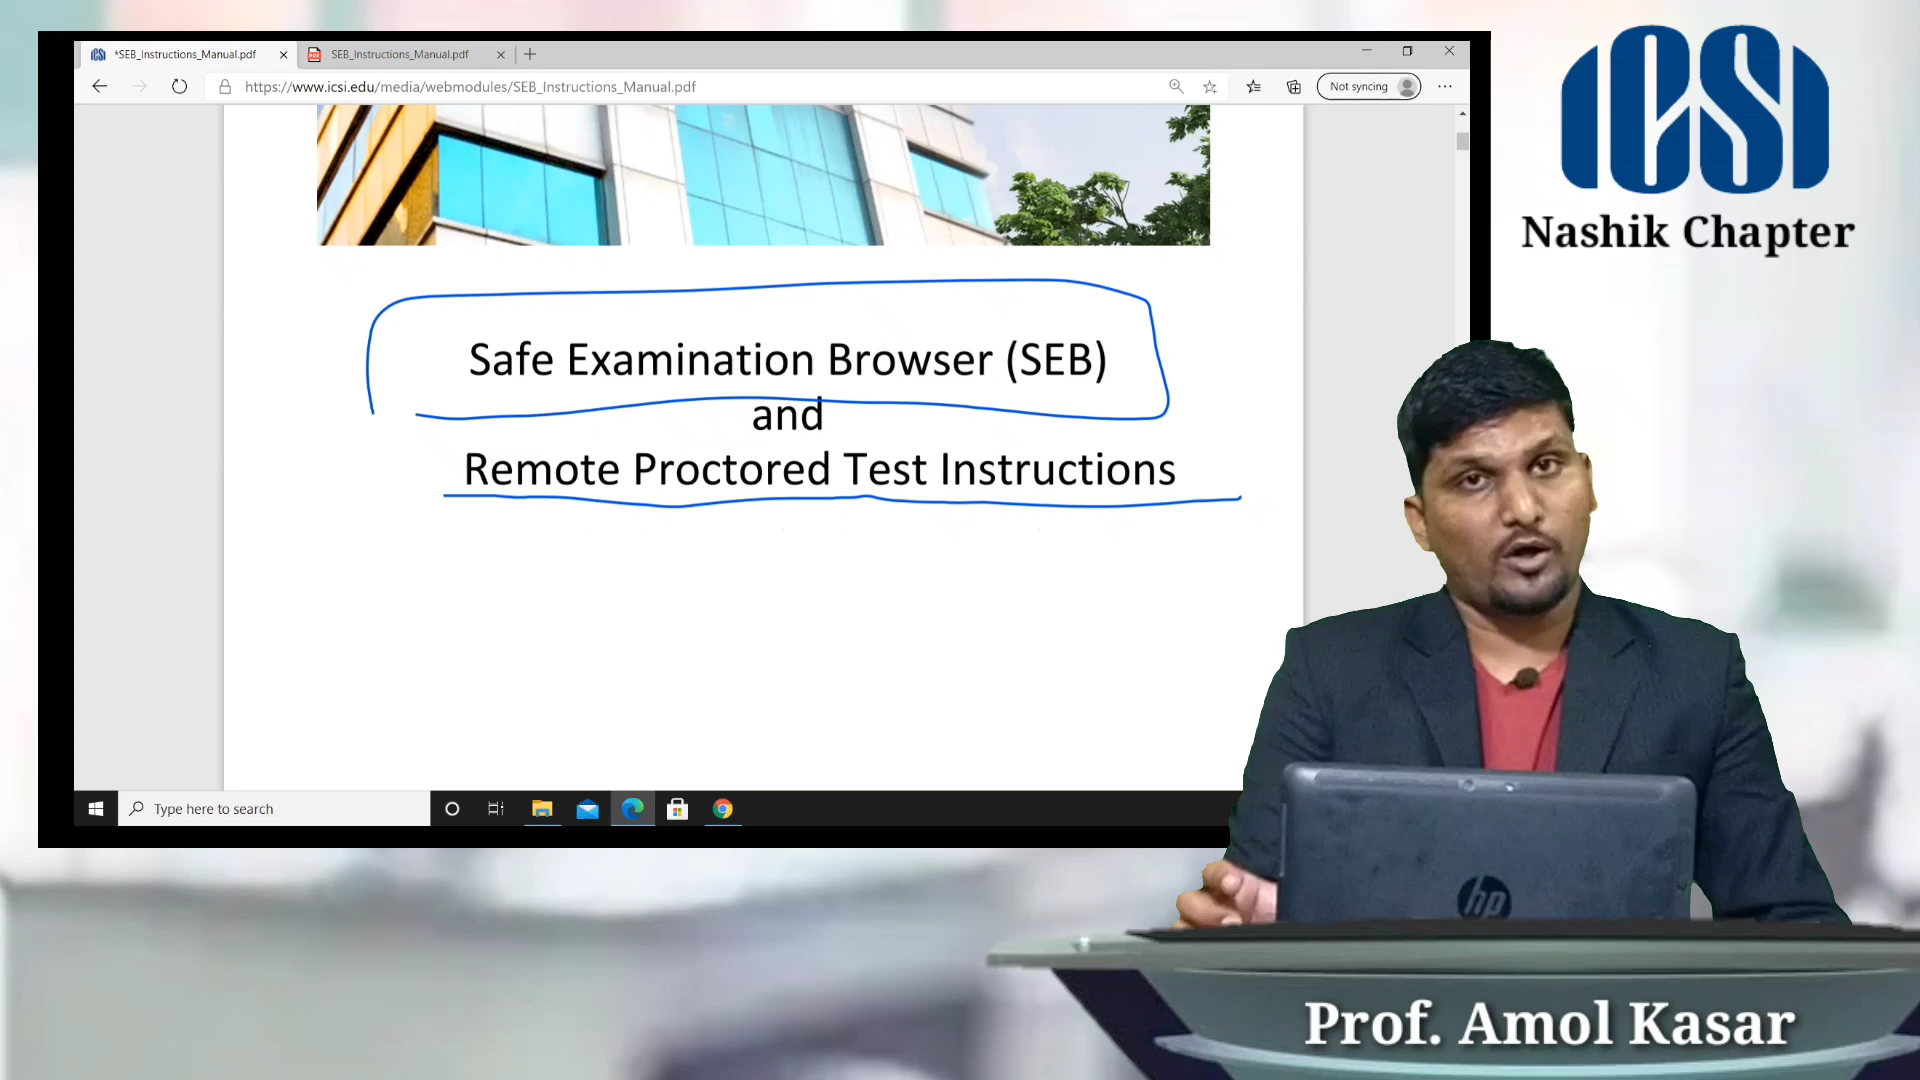 *SEB_Instructions_Manual.pdf
SEB_Instructions_Manual.pdf
https://www.icsi.edu/media/webmodules/SEB_Instructions_Manual.pdf
Not syncing
ICSI
Nashik Chapter
Safe Examination Browser (SEB)
and
Remote Proctored Test Instructions
Type here to search
hp
Prof. Amol Kasar